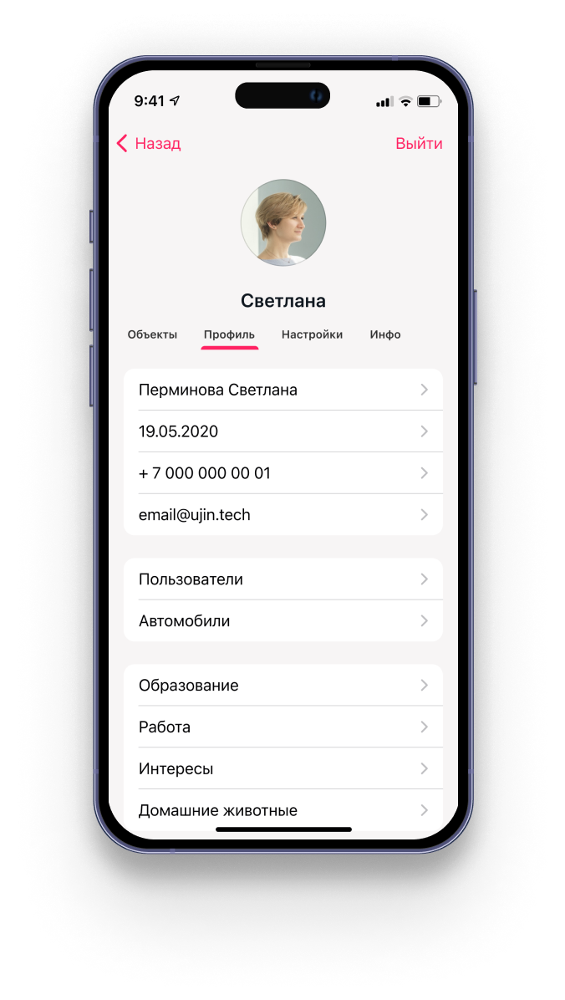 9:41
Назад
Выйти
Светлана
Объекты Профиль Настройки Инфо
Перминова Светлана
19.05.2020
+ 7 000 000 00 01
email@ujin.tech
Пользователи
Автомобили
Образование
Работа
Интересы
Домашние животные